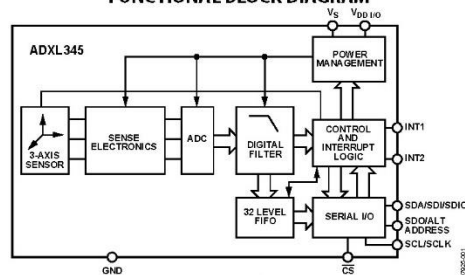 FUNCTIONAL BLOCK DIAGRAM
VS
VDD I/O
ADXL345
POWER
MANAGEMENT
3-AXIS
SENSOR
SENSE
ELECTRONICS
ADC
DIGITAL
FILTER
CONTROL
AND
INTERRUPT
LOGIC
INT1
INT2
32 LEVEL
FIFO
SERIAL I/O
SDA/SDI/SDIO
SDO/ALT
ADDRESS
SCL/SCLK
GND
CS